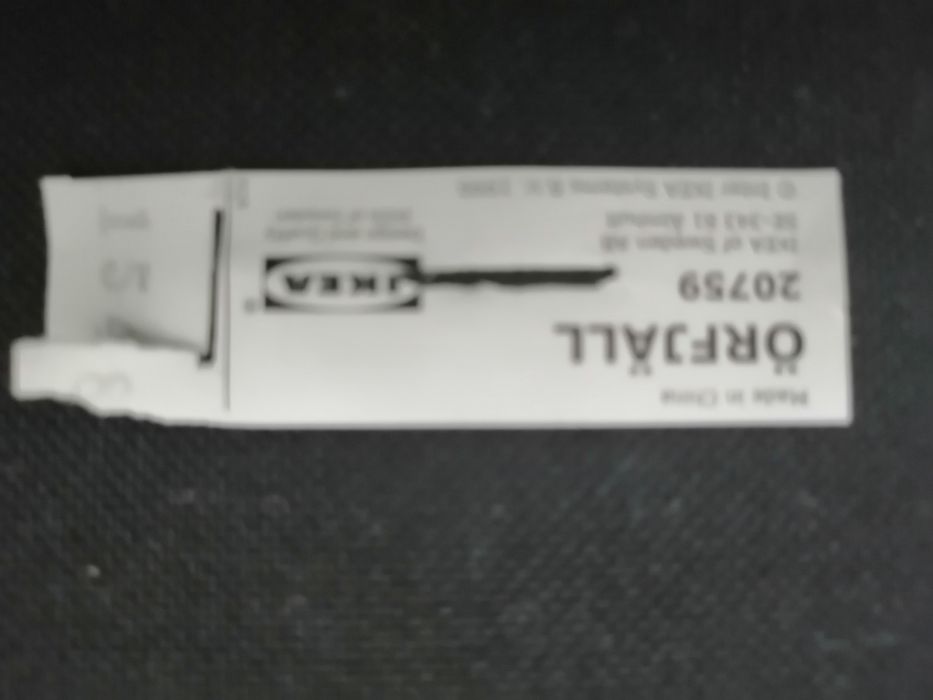 Made in China
ÖRFJÄLL
20759
IKEA of Sweden AB
SE-343 81 Älmhult
© Inter IKEA Systems B.V. 1999
IKEA®
Design and Quality
IKEA of Sweden